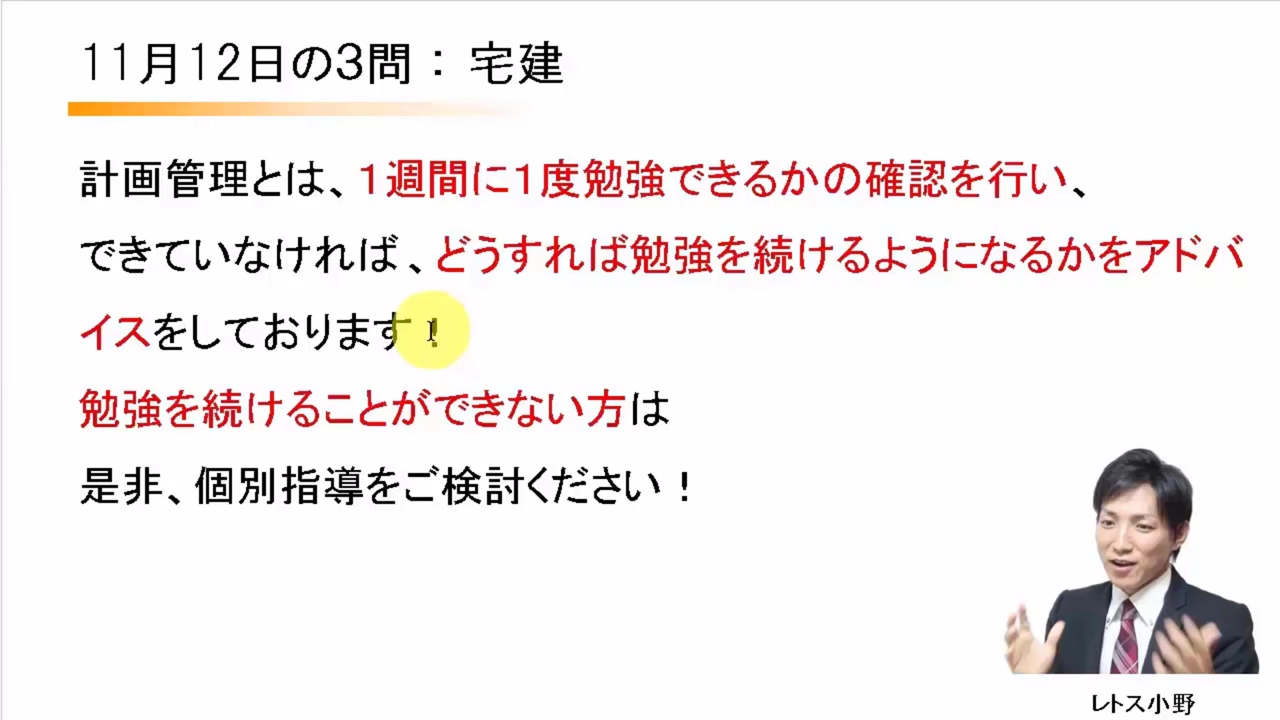 11月12日の3問： 宅建
計画管理とは、１週間に１度勉強できるかの確認を行い、
できていなければ、どうすれば勉強を続けるようになるかをアドバ
イスをしております！
勉強を続けることができない方は
是非、個別指導をご検討ください！
レトス小野